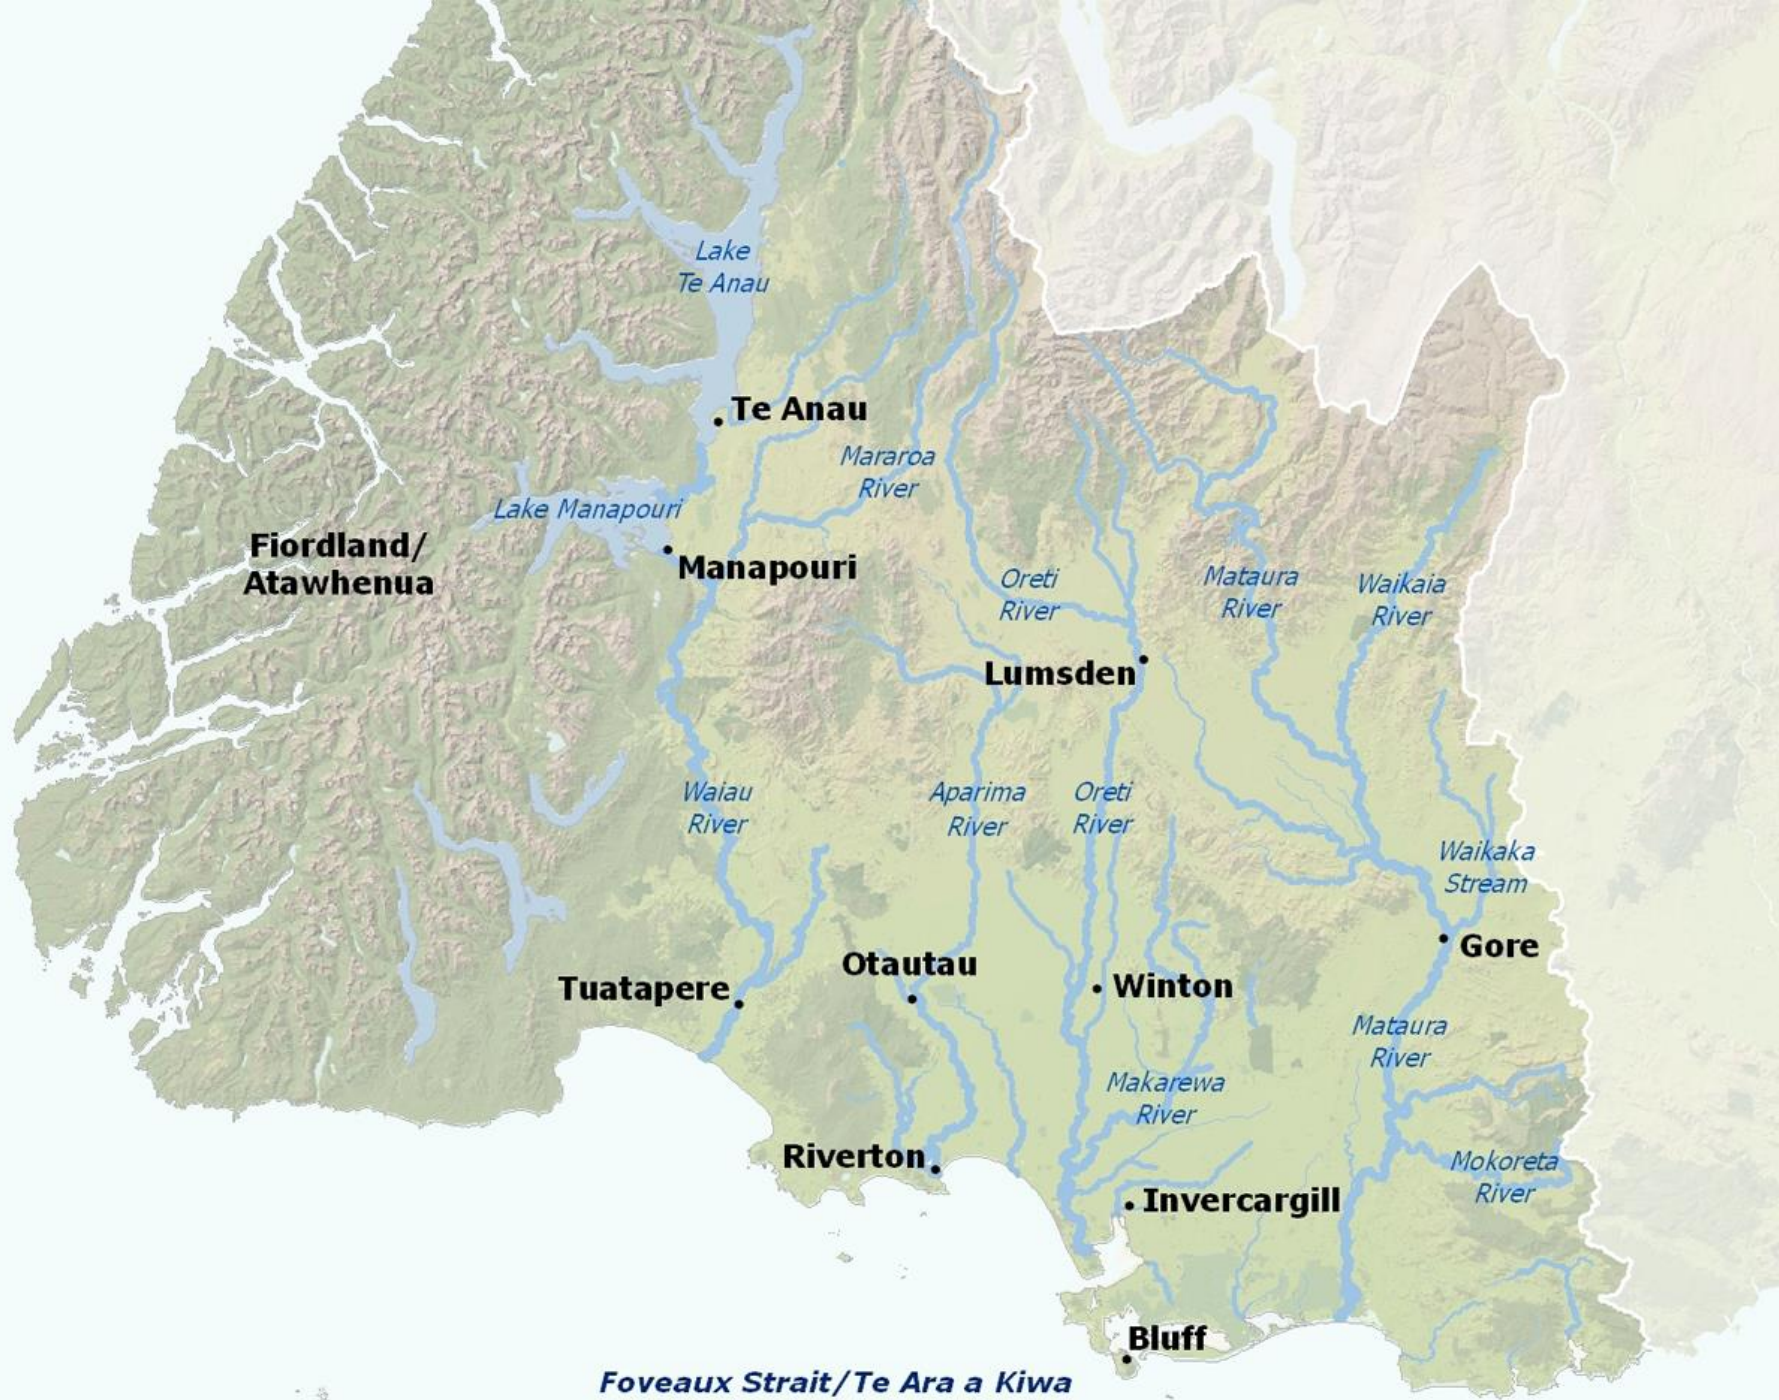 Lake
Te Anau
Te Anau
Mararoa
River
Lake Manapouri
Fiordland/
Atawhenua
Manapouri
Oreti
River
Mataura
River
Waikaia
River
Lumsden
Waiau
River
Aparima
River
Oreti
River
Waikaka
Stream
Gore
Otautau
Tuatapere
Winton
Mataura
River
Makarewa
River
Riverton
Mokoreta
River
Invercargill
Bluff
Foveaux Strait/Te Ara a Kiwa